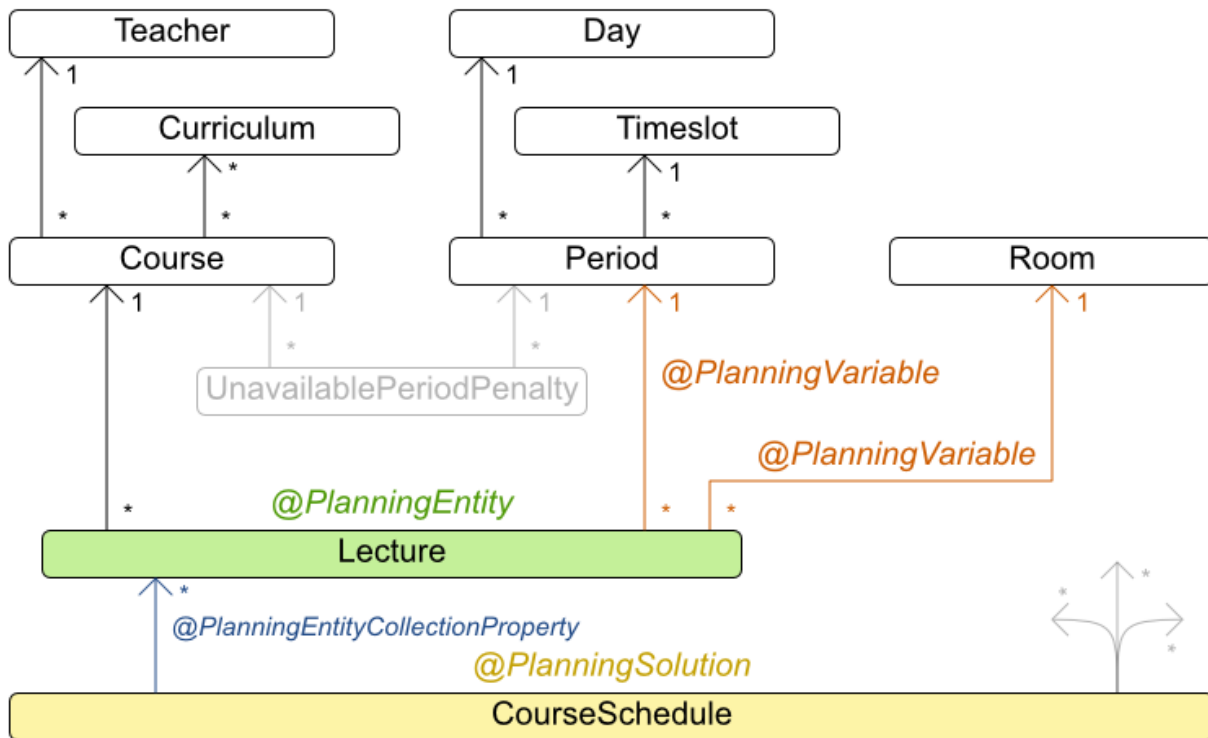 Teacher
Day
1
1
Curriculum
Timeslot
*
1
*
*
*
*
Course
Period
Room
1
1
1
1
1
*
*
@PlanningVariable
UnavailablePeriodPenalty
@PlanningVariable
@PlanningEntity
*
*
*
Lecture
*
*
*
@PlanningEntityCollectionProperty
*
@PlanningSolution
CourseSchedule